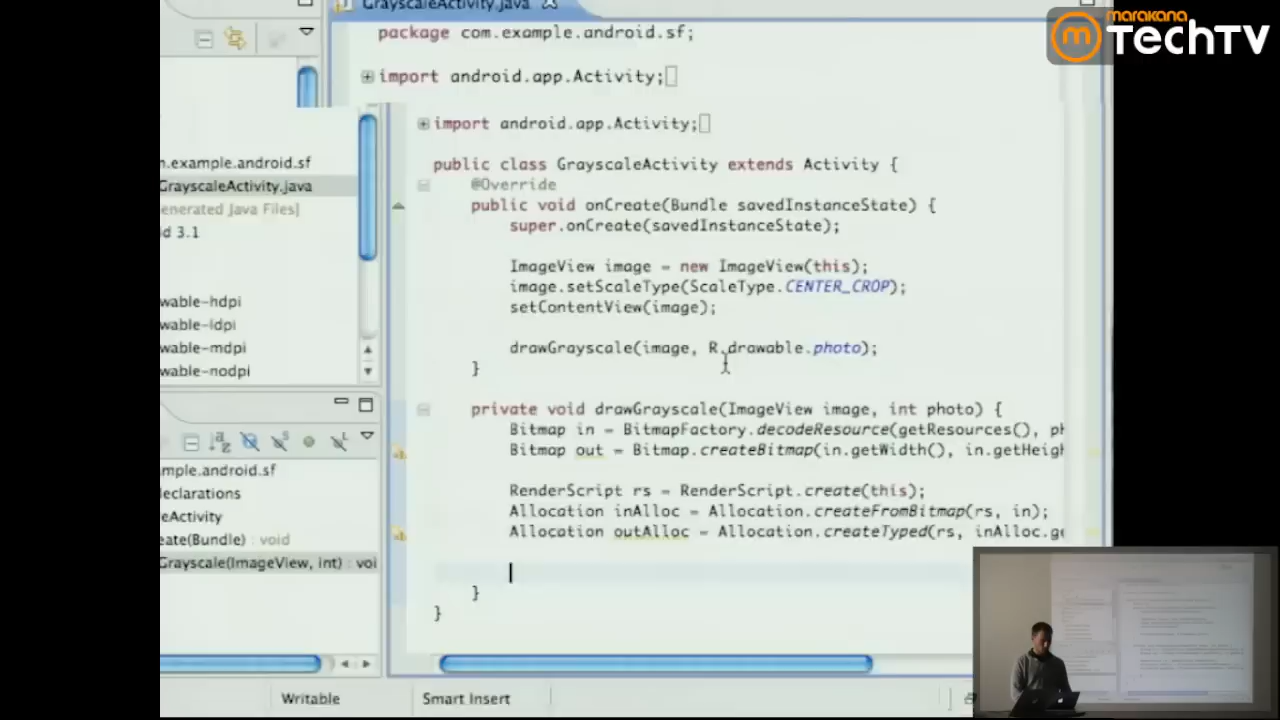 GrayscaleActivity.java
marakana
TechTV
package com.example.android.sf;
import android.app.Activity;
import android.app.Activity;
public class GrayscaleActivity extends Activity {
@Override
public void onCreate(Bundle savedInstanceState) {
super.onCreate(savedInstanceState);
ImageView image = new ImageView(this);
image.setScaleType(ScaleType.CENTER_CROP);
setContentView(image);
drawGrayscale(image, R.drawable.photo);
}
private void drawGrayscale(ImageView image, int photo) {
Bitmap in = BitmapFactory.decodeResource(getResources(), ph
Bitmap out = Bitmap.createBitmap(in.getWidth(), in.getHeigh
RenderScript rs = RenderScript.create(this);
Allocation inAlloc = Allocation.createFromBitmap(rs, in);
Allocation outAlloc = Allocation.createTyped(rs, inAlloc.ge
}
}
n.example.android.sf
GrayscaleActivity.java
enerated Java Files]
d 3.1
wable-hdpi
wable-ldpi
wable-mdpi
wable-nodpi
mple.android.sf
eclarations
eActivity
eate(Bundle) : void
Grayscale(ImageView, int) : voi
Writable
Smart Insert